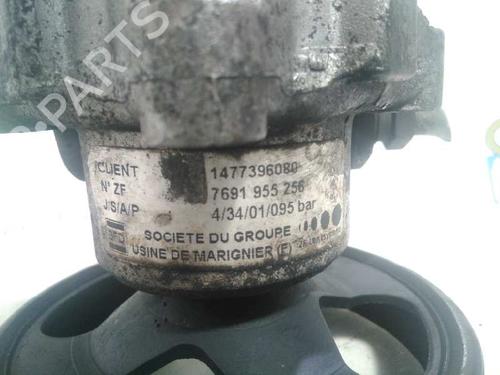 CLIENT 1477396080
N° ZF 7691 955 256
J/S/A/P 4/34/01/095 bar
SOCIETE DU GROUPE
USINE DE MARIGNIER (F)
PARTS